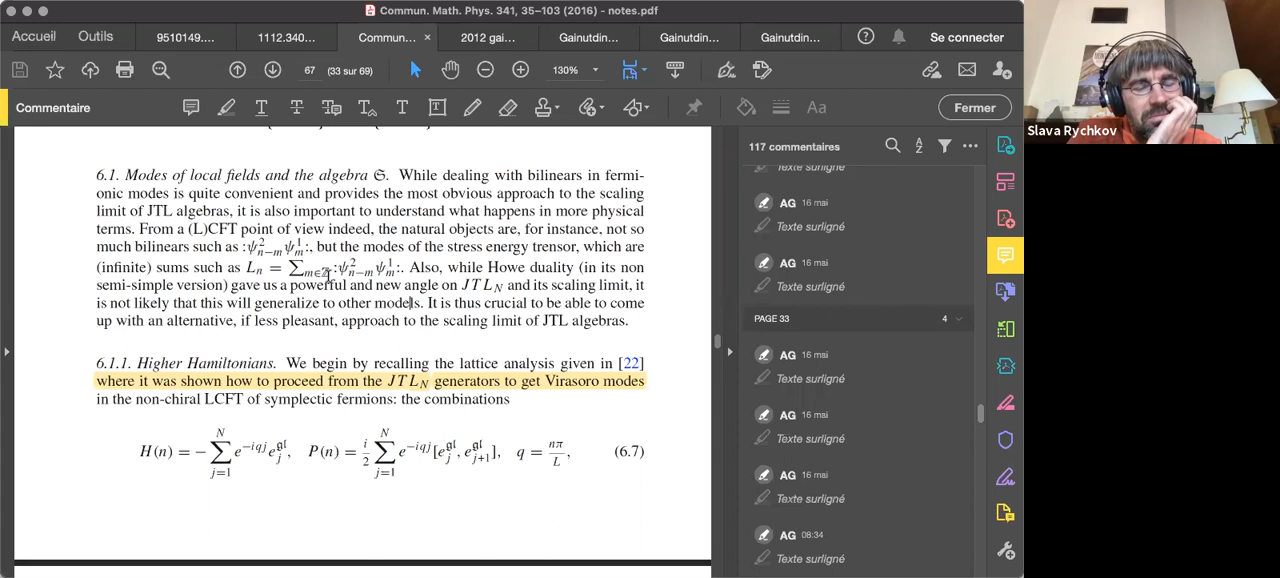 Commun. Math. Phys. 341, 35–103 (2016) - notes.pdf
Accueil Outils 9510149.... 1112.340... Commun... × 2012 gai... Gainutdin... Gainutdin... Gainutdin... Se connecter
67 (33 sur 69) 130%
Commentaire Fermer
Slava Rychkov
117 commentaires
6.1. Modes of local fields and the algebra 𝔖. While dealing with bilinears in fermi-
onic modes is quite convenient and provides the most obvious approach to the scaling
limit of JTL algebras, it is also important to understand what happens in more physical
terms. From a (L)CFT point of view indeed, the natural objects are, for instance, not so
much bilinears such as :ψ²ₙ₋ₘψ¹ₘ:, but the modes of the stress energy trensor, which are
(infinite) sums such as Lₙ = ∑ₘ∈ℤ :ψ²ₙ₋ₘψ¹ₘ:. Also, while Howe duality (in its non
semi-simple version) gave us a powerful and new angle on JTL_N and its scaling limit, it
is not likely that this will generalize to other models. It is thus crucial to be able to come
up with an alternative, if less pleasant, approach to the scaling limit of JTL algebras.
6.1.1. Higher Hamiltonians. We begin by recalling the lattice analysis given in [22]
where it was shown how to proceed from the JTL_N generators to get Virasoro modes
in the non-chiral LCFT of symplectic fermions: the combinations
H(n) = −∑_{j=1}^{N} e^{−iqj} e_j^{𝔤𝔩}, P(n) = i/2 ∑_{j=1}^{N} e^{−iqj}[e_j^{𝔤𝔩}, e_{j+1}^{𝔤𝔩}], q = nπ/L, (6.7)
Texte surligné
AG 16 mai
Texte surligné
AG 16 mai
Texte surligné
PAGE 33 4
AG 16 mai
Texte surligné
AG 16 mai
Texte surligné
AG 16 mai
Texte surligné
AG 08:34
Texte surligné